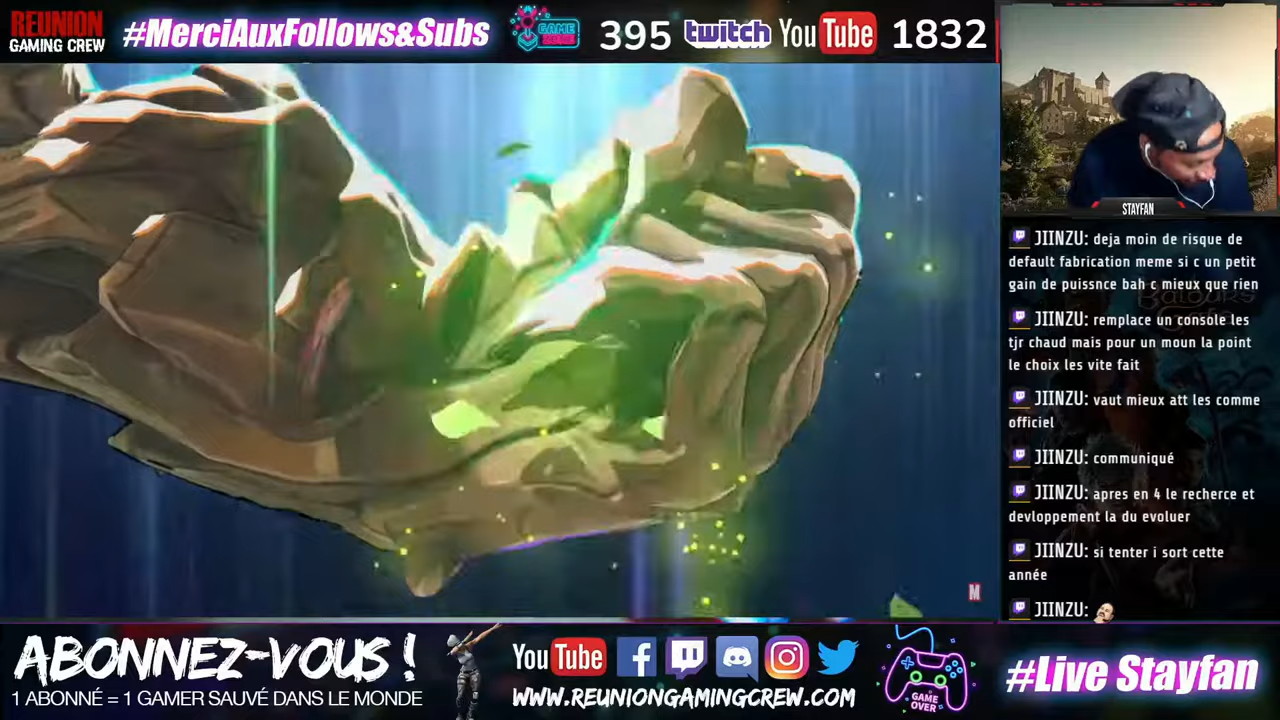 REUNION
GAMING CREW
#MerciAuxFollows&Subs
395
twitch
YouTube
1832
STAYFAN
JIINZU: deja moin de risque de
default fabrication meme si c un petit
gain de puissnce bah c mieux que rien
JIINZU: remplace un console les
tjr chaud mais pour un moun la point
le choix les vite fait
JIINZU: vaut mieux att les comme
officiel
JIINZU: communiqué
JIINZU: apres en 4 le recherce et
devloppement la du evoluer
JIINZU: si tenter i sort cette
année
JIINZU:
M
ABONNEZ-VOUS !
1 ABONNÉ = 1 GAMER SAUVÉ DANS LE MONDE
YouTube
WWW.REUNIONGAMINGCREW.COM
GAME
OVER
#Live Stayfan